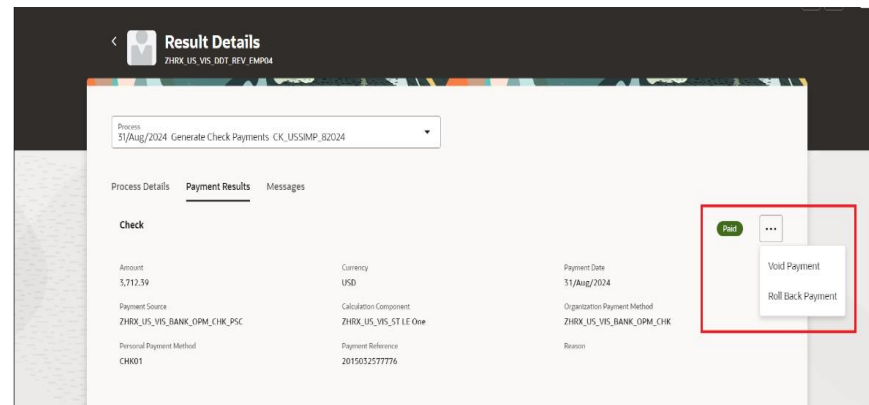 Result Details
ZHRX_US_VIS_DDT_REV_EMP04
Process
31/Aug/2024 Generate Check Payments CK_USSIMP_82024
Process Details Payment Results Messages
Check
Paid
Void Payment
Roll Back Payment
Amount Currency Payment Date
3,712.39 USD 31/Aug/2024
Payment Source Calculation Component Organization Payment Method
ZHRX_US_VIS_BANK_OPM_CHK_PSC ZHRX_US_VIS_ST LE One ZHRX_US_VIS_BANK_OPM_CHK
Personal Payment Method Payment Reference Reason
CHK01 2015032577776